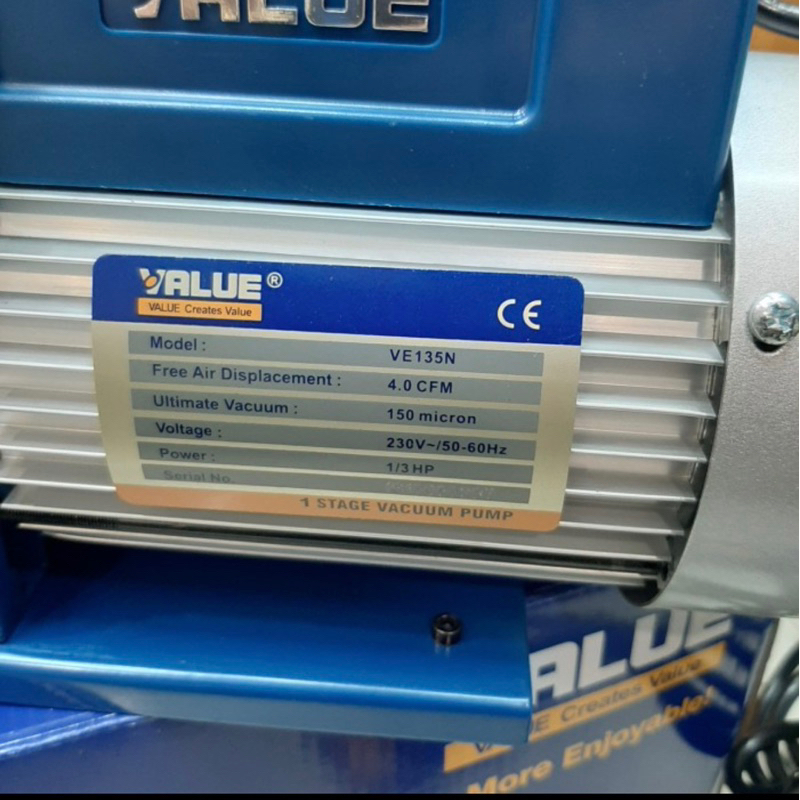 VALUE
VALUE®
VALUE Creates Value
CE
Model : VE135N
Free Air Displacement : 4.0 CFM
Ultimate Vacuum : 150 micron
Voltage : 230V~/50-60Hz
Power : 1/3 HP
Serial No.
1 STAGE VACUUM PUMP
ALUE
Creates Value
More Enjoyable!